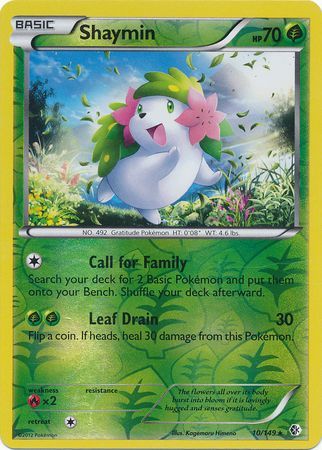 BASIC
Shaymin
HP 70
NO. 492 Gratitude Pokémon HT: 0'08" WT: 4.6 lbs.
Call for Family
Search your deck for 2 Basic Pokémon and put them
onto your Bench. Shuffle your deck afterward.
Leaf Drain 30
Flip a coin. If heads, heal 30 damage from this Pokémon.
weakness resistance
×2
retreat
The flowers all over its body
burst into bloom if it is lovingly
hugged and senses gratitude.
©2012 Pokémon
Illus. Kagemaru Himeno
10/149